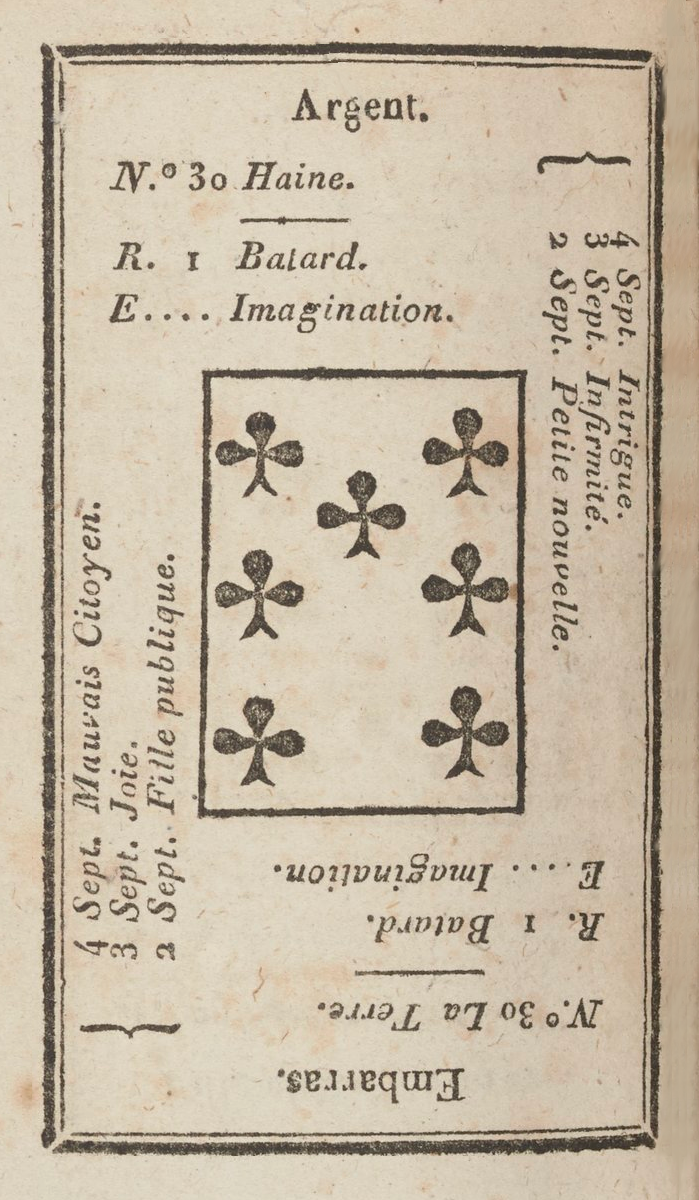 Argent.
N.º 30 Haine.
R. 1 Batard.
E.... Imagination.
4 Sept. Intrigue.
3 Sept. Infirmité.
2 Sept. Petite nouvelle.
4 Sept. Mauvais Citoyen.
3 Sept. Joie.
2 Sept. Fille publique.
Embarras.
N.º 30 La Terre.
R. 1 Batard.
E.... Imagination.